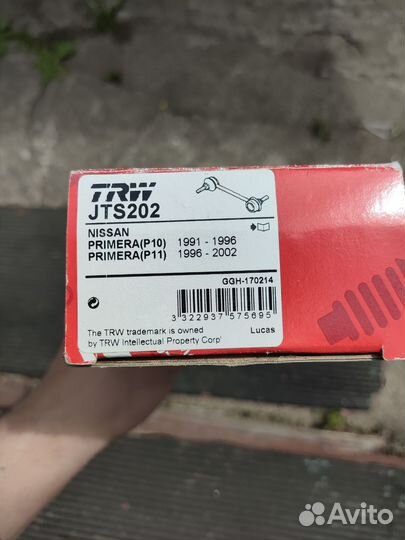 TRW
JTS202
NISSAN
PRIMERA(P10) 1991 - 1996
PRIMERA(P11) 1996 - 2002
GGH-170214
3 322937 575695
The TRW trademark is owned
by TRW Intellectual Property Corp'
Lucas
Avito